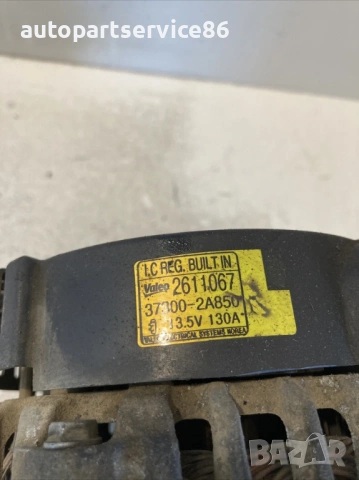 autopartservice86
I.C REG. BUILT IN
Valeo 2611067
37300-2A850
13.5V 130A
VALEO ELECTRICAL SYSTEMS KOREA
BAZAR